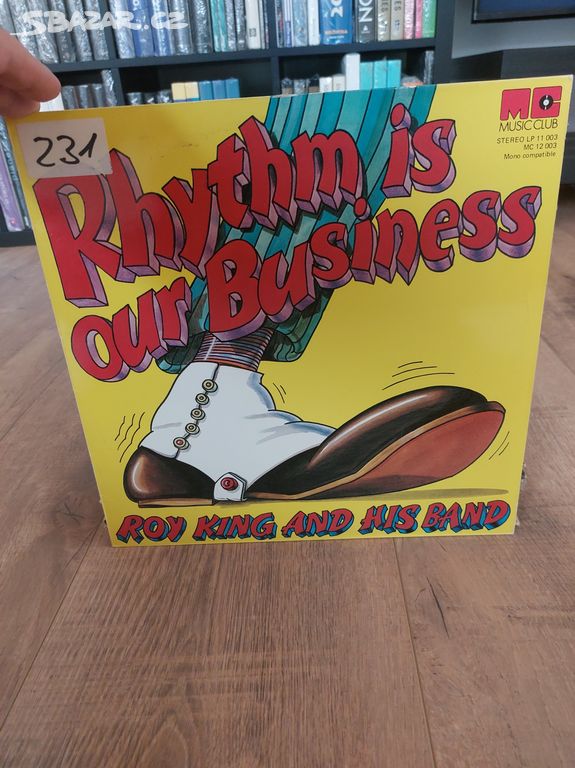 SBAZAR.CZ
231
MC
MUSIC CLUB
STEREO LP 11 003
MC 12 003
Mono compatible
Rhythm is
our Business
ROY KING AND HIS BAND